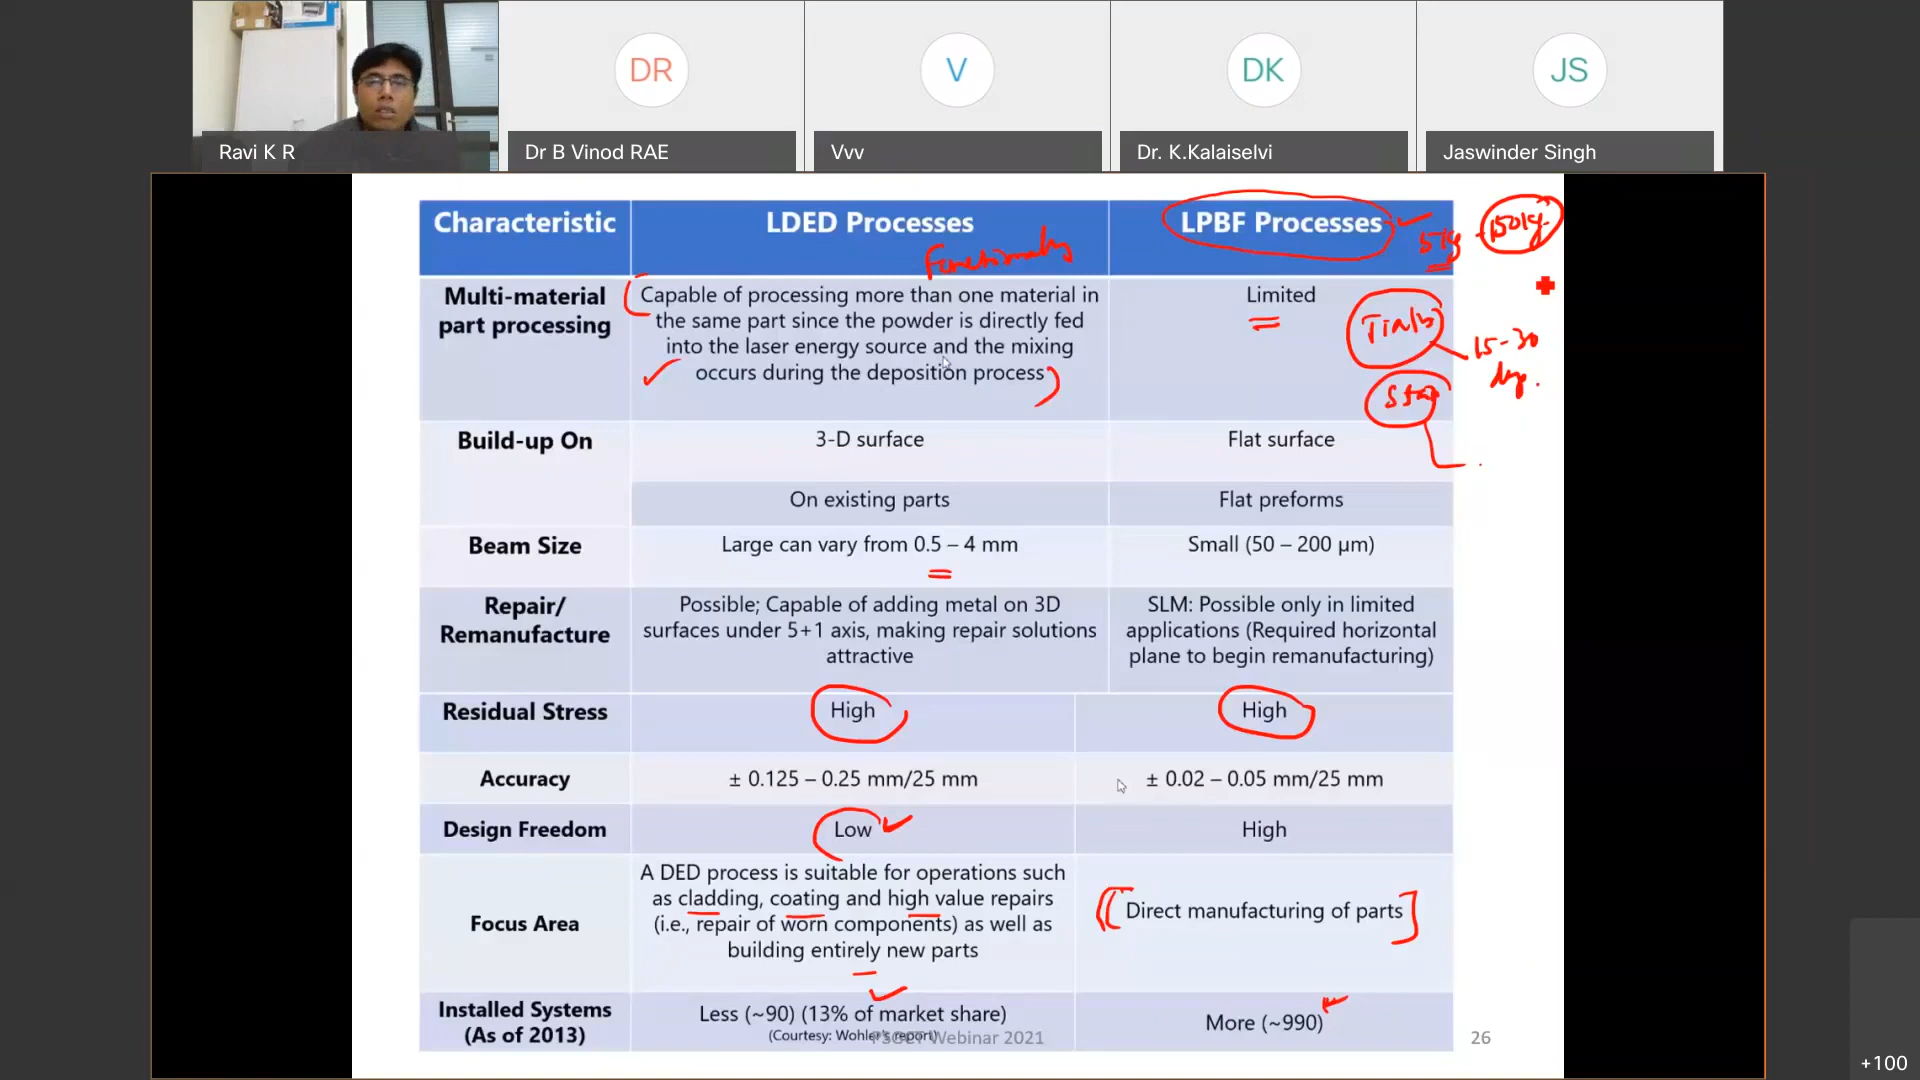 DR
V
DK
JS
Ravi K R
Dr B Vinod RAE
Vvv
Dr. K.Kalaiselvi
Jaswinder Singh
Characteristic
LDED Processes
LPBF Processes
Multi-material
part processing
Capable of processing more than one material in
the same part since the powder is directly fed
into the laser energy source and the mixing
occurs during the deposition process
Limited
15-30
Build-up On
3-D surface
Flat surface
On existing parts
Flat preforms
Beam Size
Large can vary from 0.5 – 4 mm
Small (50 – 200 µm)
Repair/
Remanufacture
Possible; Capable of adding metal on 3D
surfaces under 5+1 axis, making repair solutions
attractive
SLM: Possible only in limited
applications (Required horizontal
plane to begin remanufacturing)
Residual Stress
High
High
Accuracy
± 0.125 – 0.25 mm/25 mm
± 0.02 – 0.05 mm/25 mm
Design Freedom
Low
High
Focus Area
A DED process is suitable for operations such
as cladding, coating and high value repairs
(i.e., repair of worn components) as well as
building entirely new parts
Direct manufacturing of parts
Installed Systems
(As of 2013)
Less (~90) (13% of market share)
(Courtesy: Wohler's report)
More (~990)
Webinar 2021
26
+100